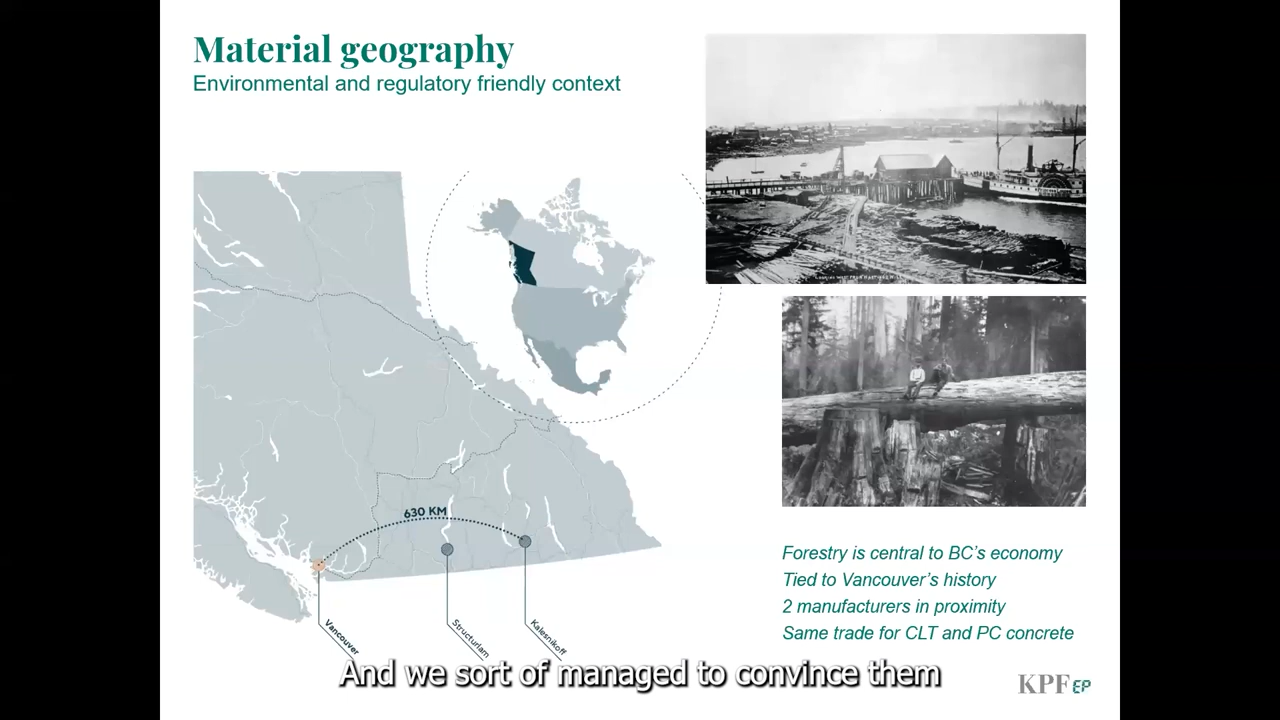 Material geography
Environmental and regulatory friendly context
630 KM
Vancouver
Structurlam
Kalesnikoff
Forestry is central to BC's economy
Tied to Vancouver's history
2 manufacturers in proximity
Same trade for CLT and PC concrete
And we sort of managed to convince them
KPF EP